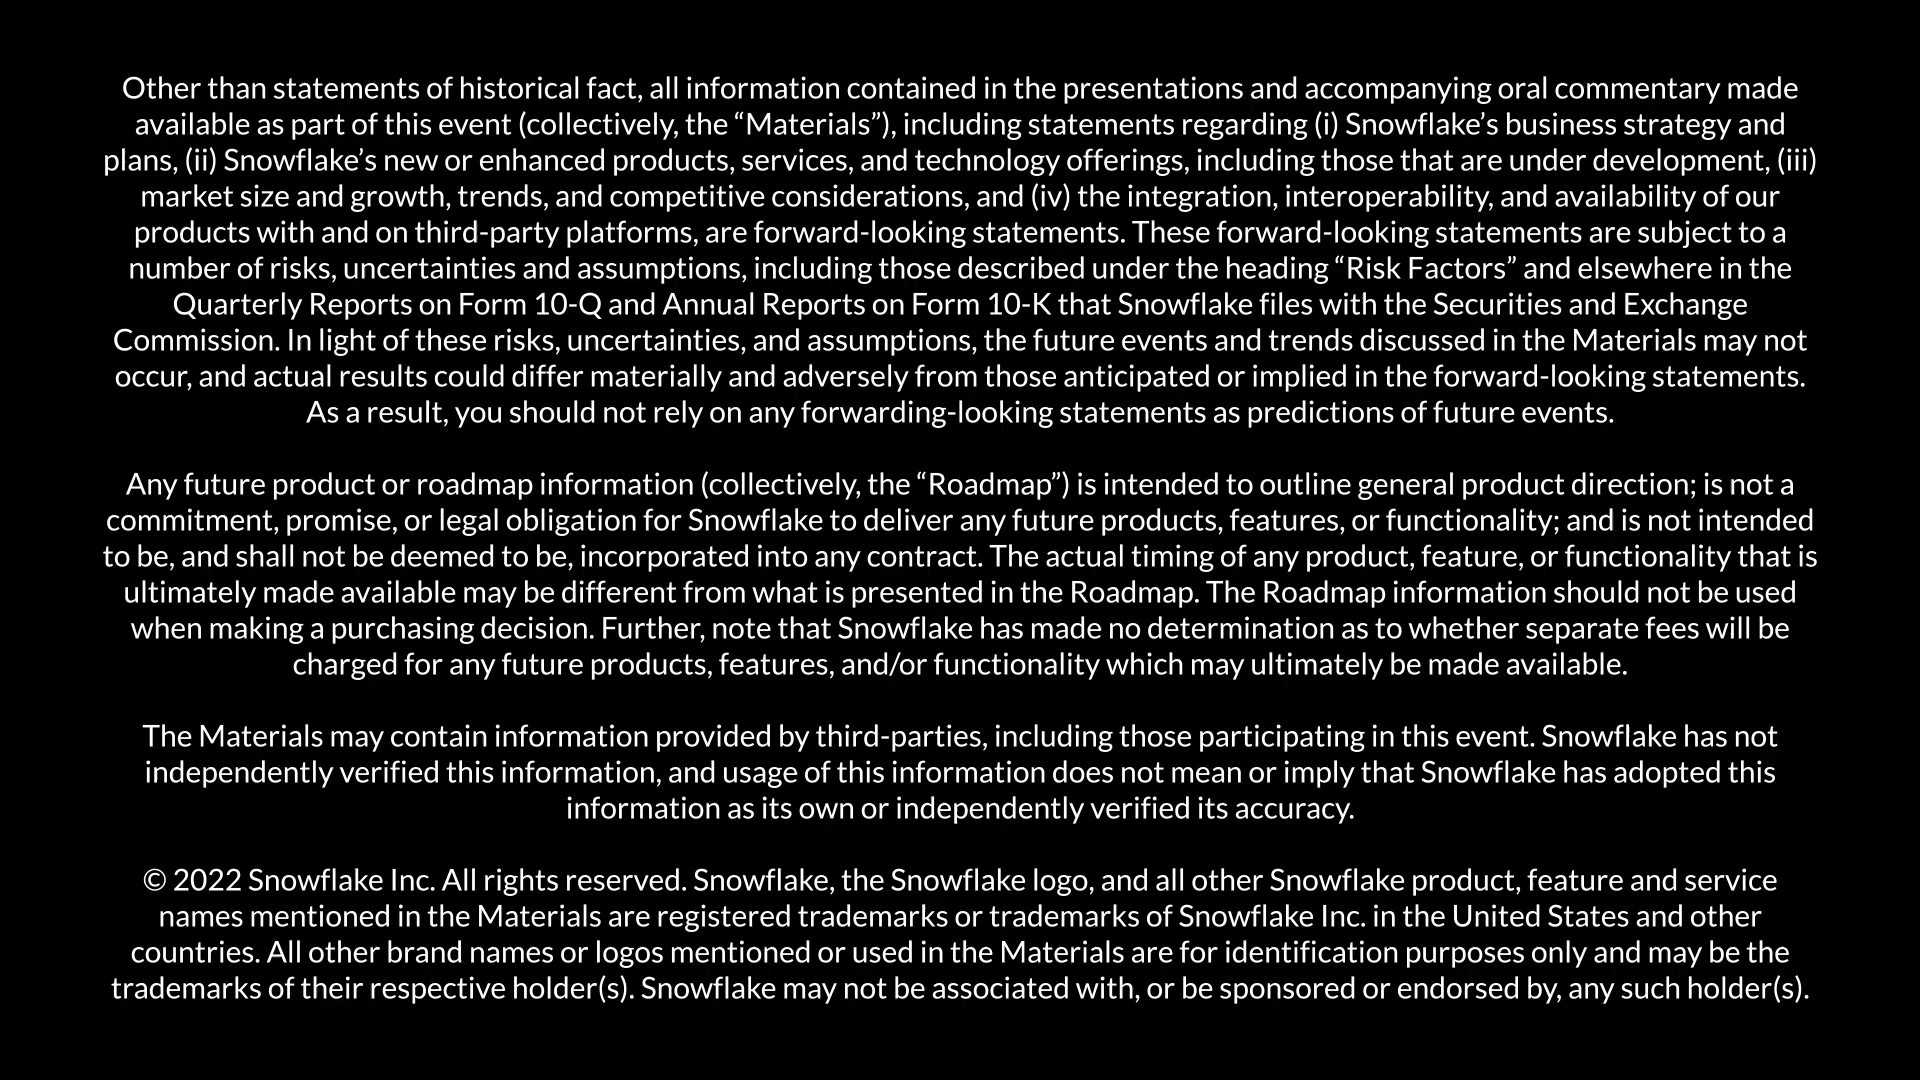 Other than statements of historical fact, all information contained in the presentations and accompanying oral commentary made
available as part of this event (collectively, the “Materials”), including statements regarding (i) Snowflake’s business strategy and
plans, (ii) Snowflake’s new or enhanced products, services, and technology offerings, including those that are under development, (iii)
market size and growth, trends, and competitive considerations, and (iv) the integration, interoperability, and availability of our
products with and on third-party platforms, are forward-looking statements. These forward-looking statements are subject to a
number of risks, uncertainties and assumptions, including those described under the heading “Risk Factors” and elsewhere in the
Quarterly Reports on Form 10-Q and Annual Reports on Form 10-K that Snowflake files with the Securities and Exchange
Commission. In light of these risks, uncertainties, and assumptions, the future events and trends discussed in the Materials may not
occur, and actual results could differ materially and adversely from those anticipated or implied in the forward-looking statements.
As a result, you should not rely on any forwarding-looking statements as predictions of future events.
Any future product or roadmap information (collectively, the “Roadmap”) is intended to outline general product direction; is not a
commitment, promise, or legal obligation for Snowflake to deliver any future products, features, or functionality; and is not intended
to be, and shall not be deemed to be, incorporated into any contract. The actual timing of any product, feature, or functionality that is
ultimately made available may be different from what is presented in the Roadmap. The Roadmap information should not be used
when making a purchasing decision. Further, note that Snowflake has made no determination as to whether separate fees will be
charged for any future products, features, and/or functionality which may ultimately be made available.
The Materials may contain information provided by third-parties, including those participating in this event. Snowflake has not
independently verified this information, and usage of this information does not mean or imply that Snowflake has adopted this
information as its own or independently verified its accuracy.
© 2022 Snowflake Inc. All rights reserved. Snowflake, the Snowflake logo, and all other Snowflake product, feature and service
names mentioned in the Materials are registered trademarks or trademarks of Snowflake Inc. in the United States and other
countries. All other brand names or logos mentioned or used in the Materials are for identification purposes only and may be the
trademarks of their respective holder(s). Snowflake may not be associated with, or be sponsored or endorsed by, any such holder(s).